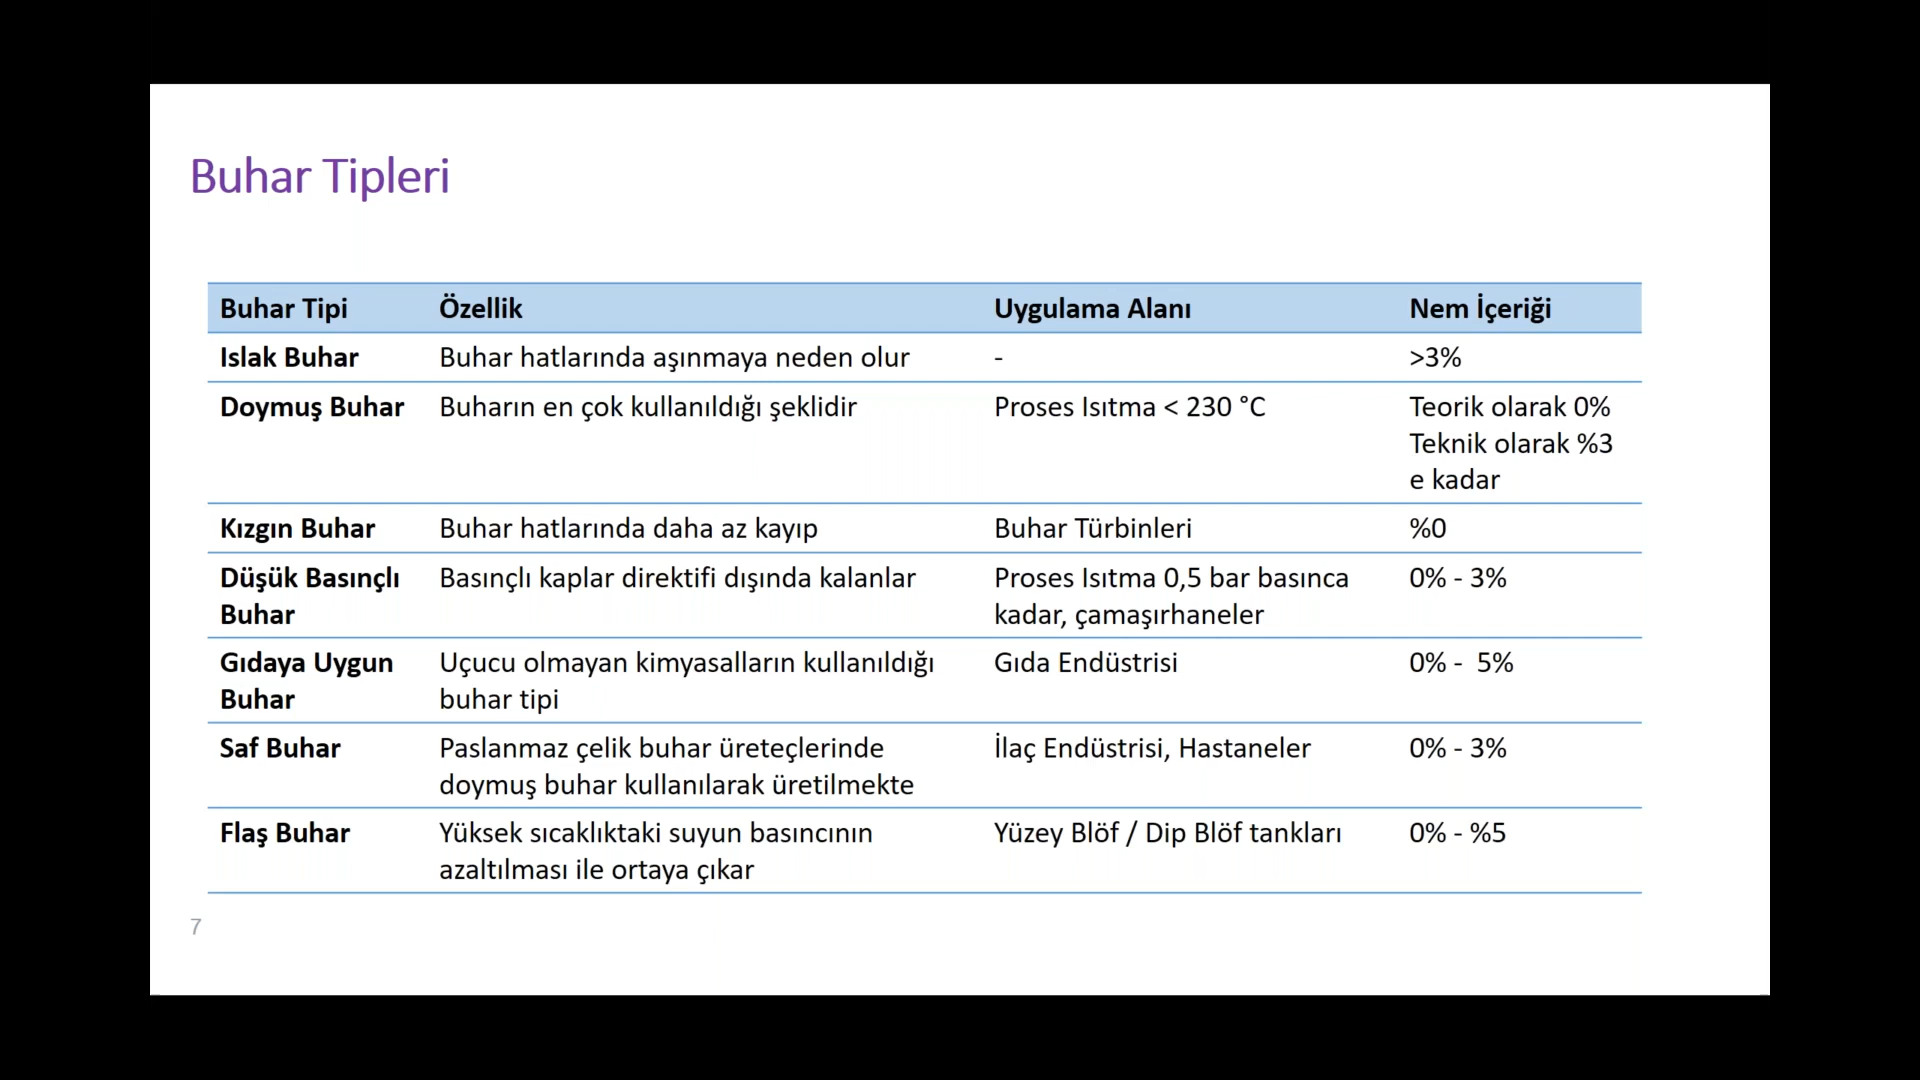 Buhar Tipleri
Buhar Tipi Özellik Uygulama Alanı Nem İçeriği
Islak Buhar Buhar hatlarında aşınmaya neden olur - >3%
Doymuş Buhar Buharın en çok kullanıldığı şeklidir Proses Isıtma < 230 °C Teorik olarak 0%
Teknik olarak %3
e kadar
Kızgın Buhar Buhar hatlarında daha az kayıp Buhar Türbinleri %0
Düşük Basınçlı Basınçlı kaplar direktifi dışında kalanlar Proses Isıtma 0,5 bar basınca 0% - 3%
Buhar kadar, çamaşırhaneler
Gıdaya Uygun Uçucu olmayan kimyasalların kullanıldığı Gıda Endüstrisi 0% - 5%
Buhar buhar tipi
Saf Buhar Paslanmaz çelik buhar üreteçlerinde İlaç Endüstrisi, Hastaneler 0% - 3%
doymuş buhar kullanılarak üretilmekte
Flaş Buhar Yüksek sıcaklıktaki suyun basıncının Yüzey Blöf / Dip Blöf tankları 0% - %5
azaltılması ile ortaya çıkar
7